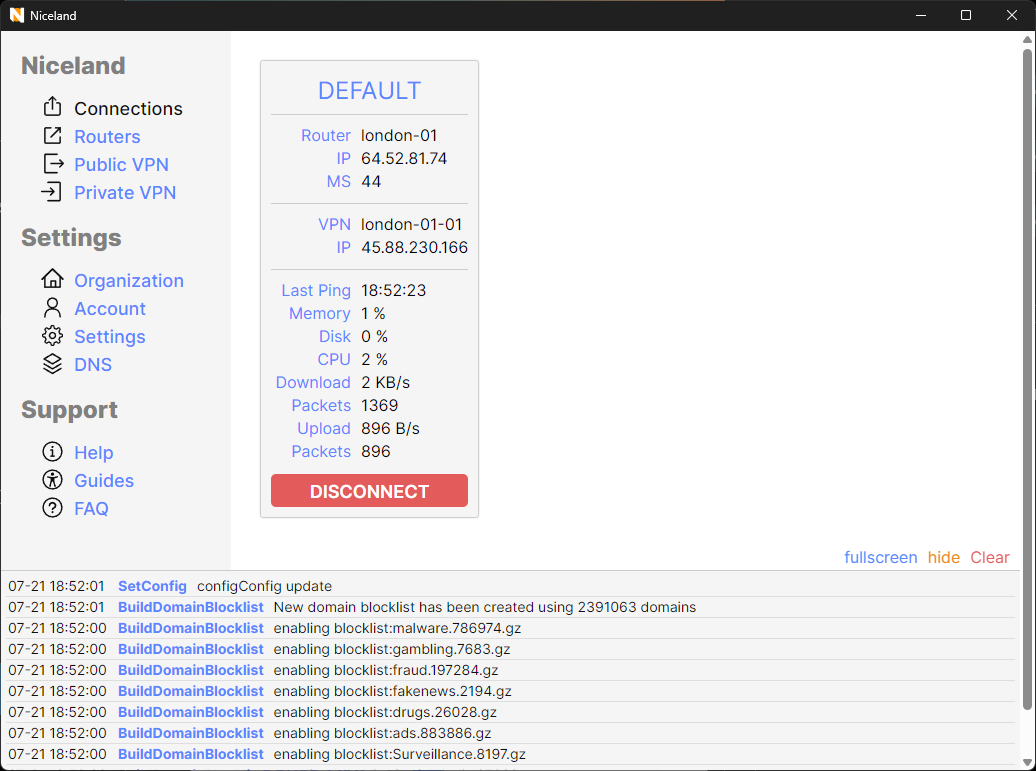 Niceland
Niceland
Connections
Routers
Public VPN
Private VPN
Settings
Organization
Account
Settings
DNS
Support
Help
Guides
FAQ
DEFAULT
Router london-01
IP 64.52.81.74
MS 44
VPN london-01-01
IP 45.88.230.166
Last Ping 18:52:23
Memory 1 %
Disk 0 %
CPU 2 %
Download 2 KB/s
Packets 1369
Upload 896 B/s
Packets 896
DISCONNECT
fullscreen hide Clear
07-21 18:52:01 SetConfig configConfig update
07-21 18:52:01 BuildDomainBlocklist New domain blocklist has been created using 2391063 domains
07-21 18:52:00 BuildDomainBlocklist enabling blocklist:malware.786974.gz
07-21 18:52:00 BuildDomainBlocklist enabling blocklist:gambling.7683.gz
07-21 18:52:00 BuildDomainBlocklist enabling blocklist:fraud.197284.gz
07-21 18:52:00 BuildDomainBlocklist enabling blocklist:fakenews.2194.gz
07-21 18:52:00 BuildDomainBlocklist enabling blocklist:drugs.26028.gz
07-21 18:52:00 BuildDomainBlocklist enabling blocklist:ads.883886.gz
07-21 18:52:00 BuildDomainBlocklist enabling blocklist:Surveillance.8197.gz